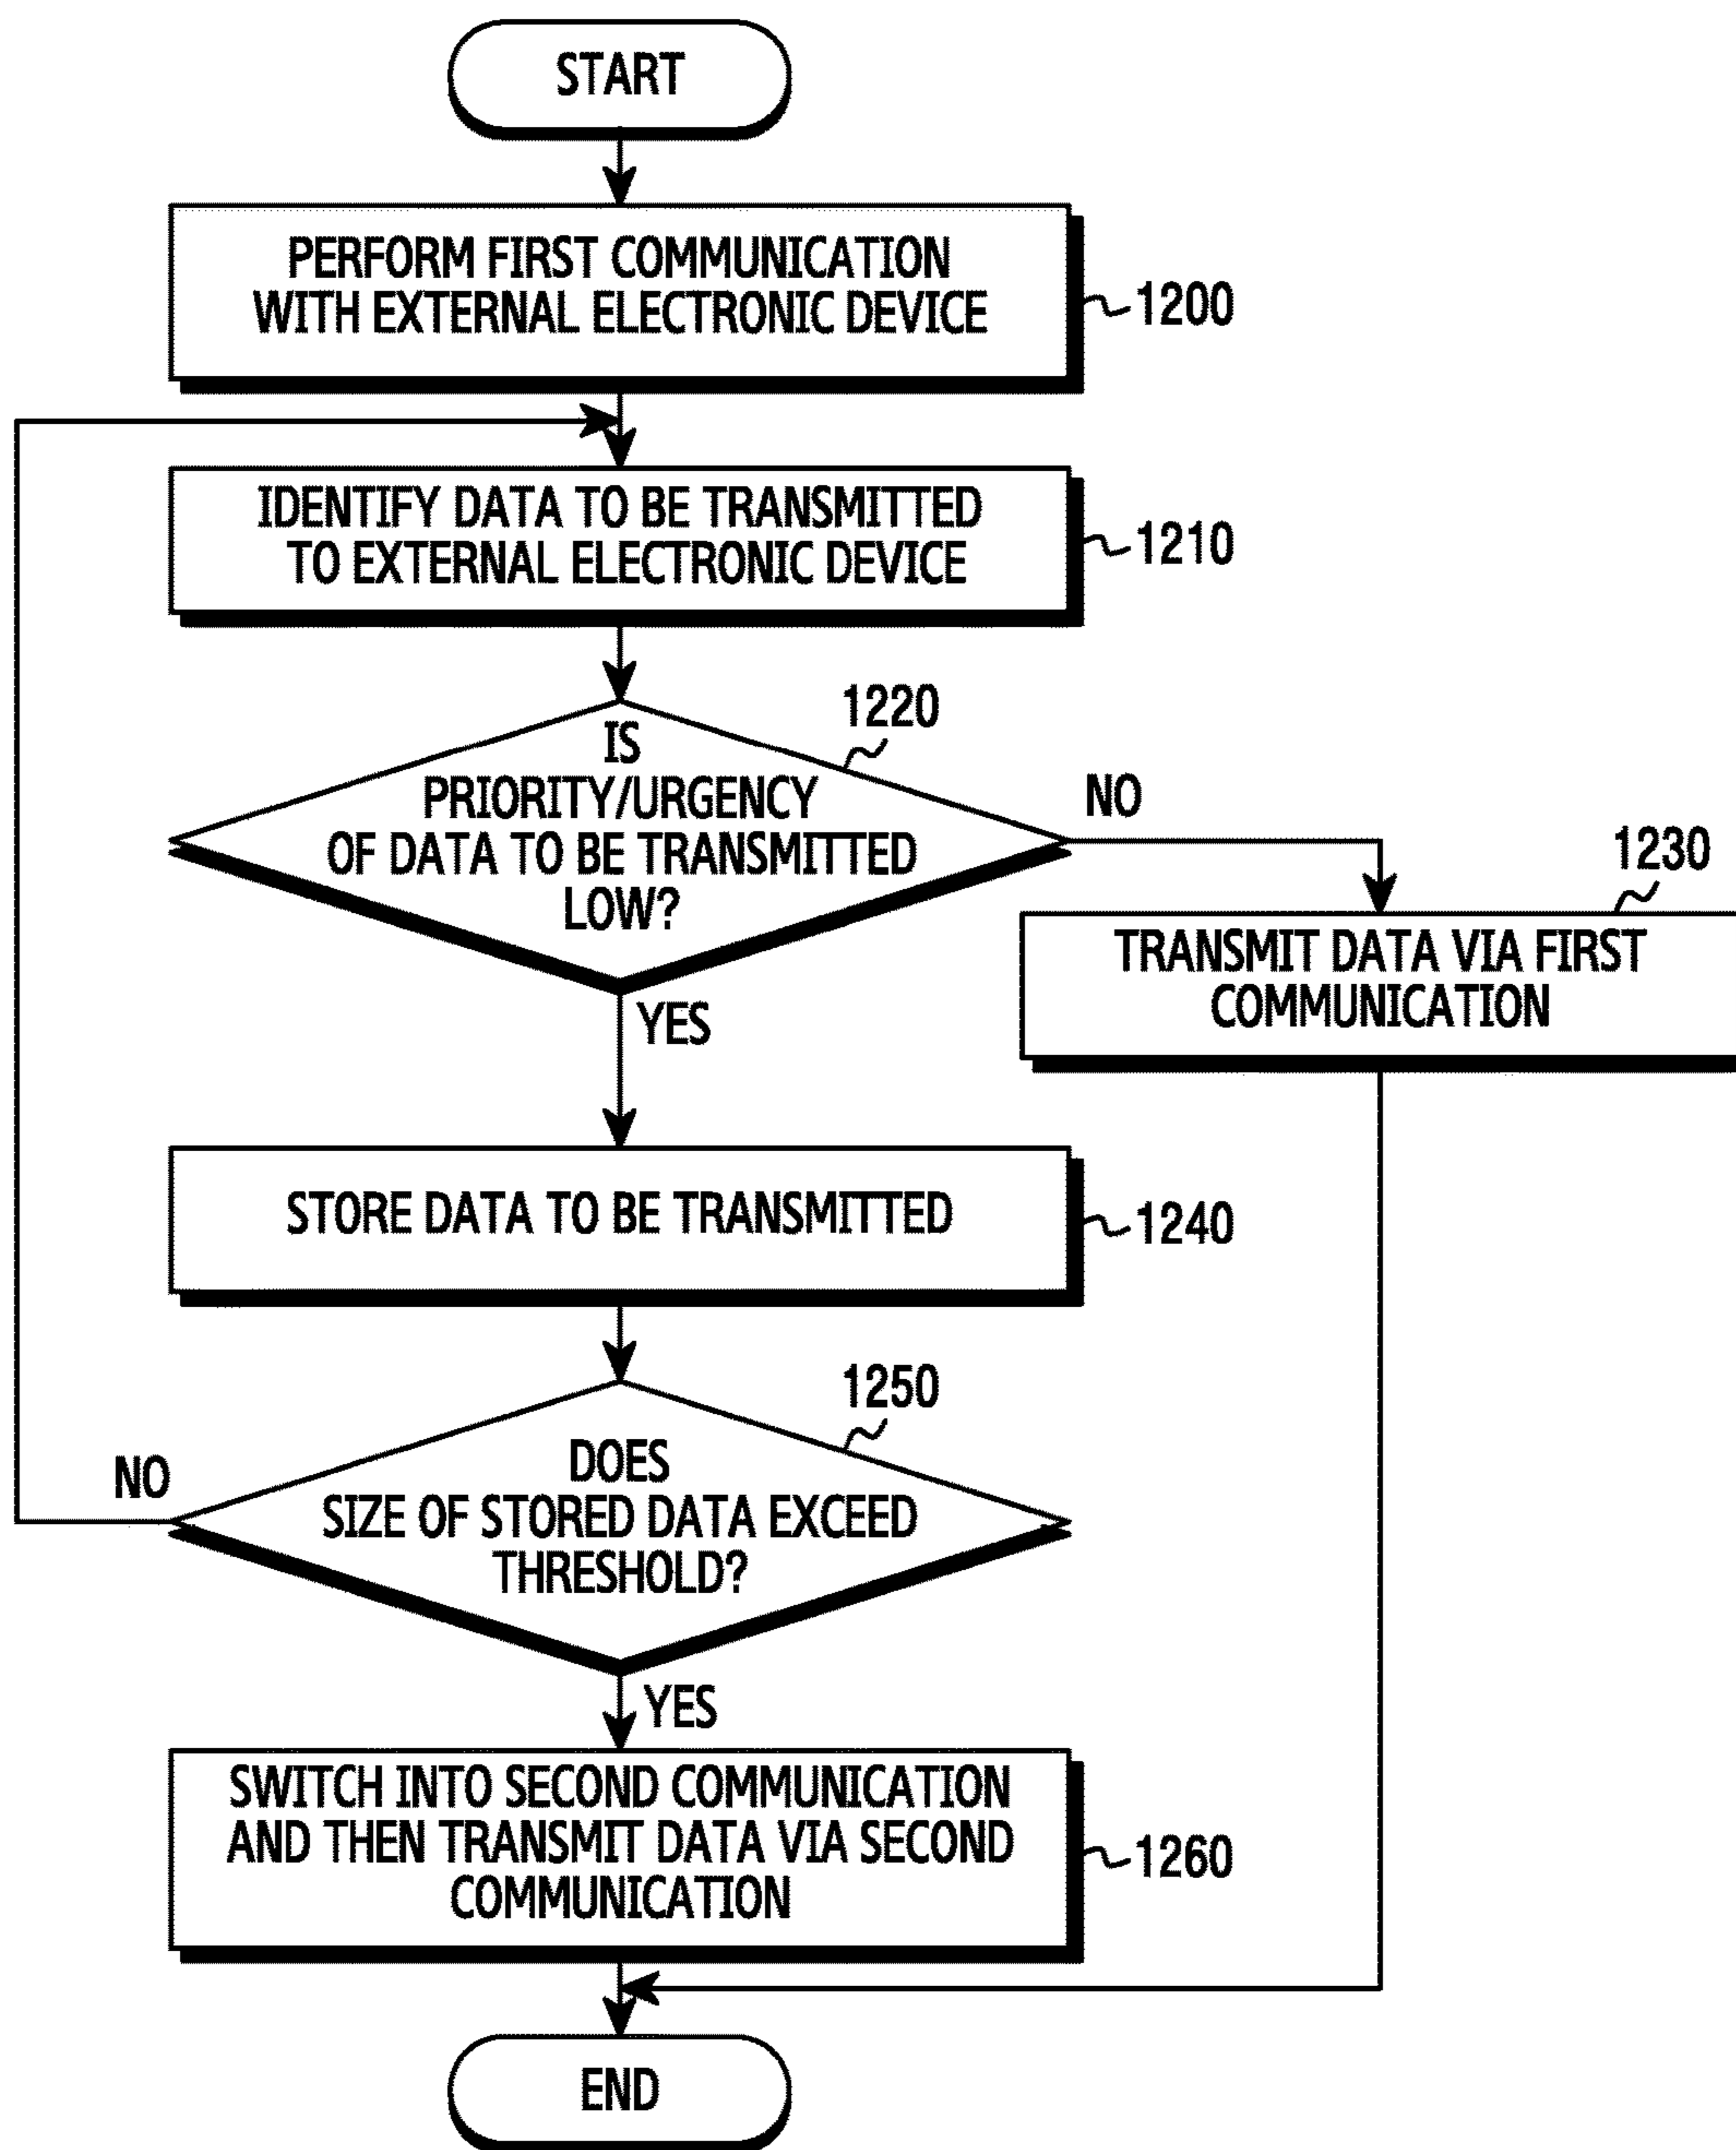 START
PERFORM FIRST COMMUNICATION
WITH EXTERNAL ELECTRONIC DEVICE
1200
IDENTIFY DATA TO BE TRANSMITTED
TO EXTERNAL ELECTRONIC DEVICE
1210
1220
IS
PRIORITY/URGENCY
OF DATA TO BE TRANSMITTED
LOW?
NO
YES
1230
TRANSMIT DATA VIA FIRST
COMMUNICATION
STORE DATA TO BE TRANSMITTED
1240
1250
DOES
SIZE OF STORED DATA EXCEED
THRESHOLD?
NO
YES
SWITCH INTO SECOND COMMUNICATION
AND THEN TRANSMIT DATA VIA SECOND
COMMUNICATION
1260
END